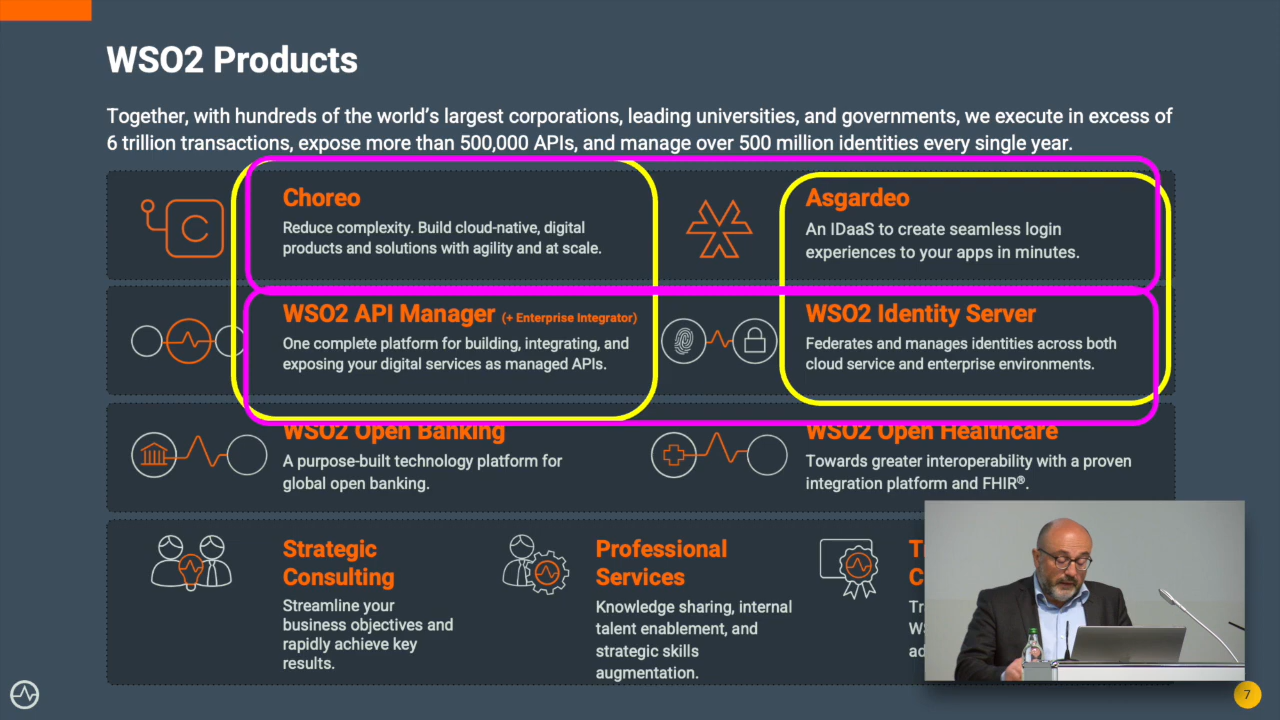 WSO2 Products
Together, with hundreds of the world's largest corporations, leading universities, and governments, we execute in excess of
6 trillion transactions, expose more than 500,000 APIs, and manage over 500 million identities every single year.
C
Choreo
Reduce complexity. Build cloud-native, digital
products and solutions with agility and at scale.
Asgardeo
An IDaaS to create seamless login
experiences to your apps in minutes.
WSO2 API Manager (+ Enterprise Integrator)
One complete platform for building, integrating, and
exposing your digital services as managed APIs.
WSO2 Identity Server
Federates and manages identities across both
cloud service and enterprise environments.
WSO2 Open Banking
A purpose-built technology platform for
global open banking.
WSO2 Open Healthcare
Towards greater interoperability with a proven
integration platform and FHIR®.
Strategic
Consulting
Streamline your
business objectives and
rapidly achieve key
results.
Professional
Services
Knowledge sharing, internal
talent enablement, and
strategic skills
augmentation.
7